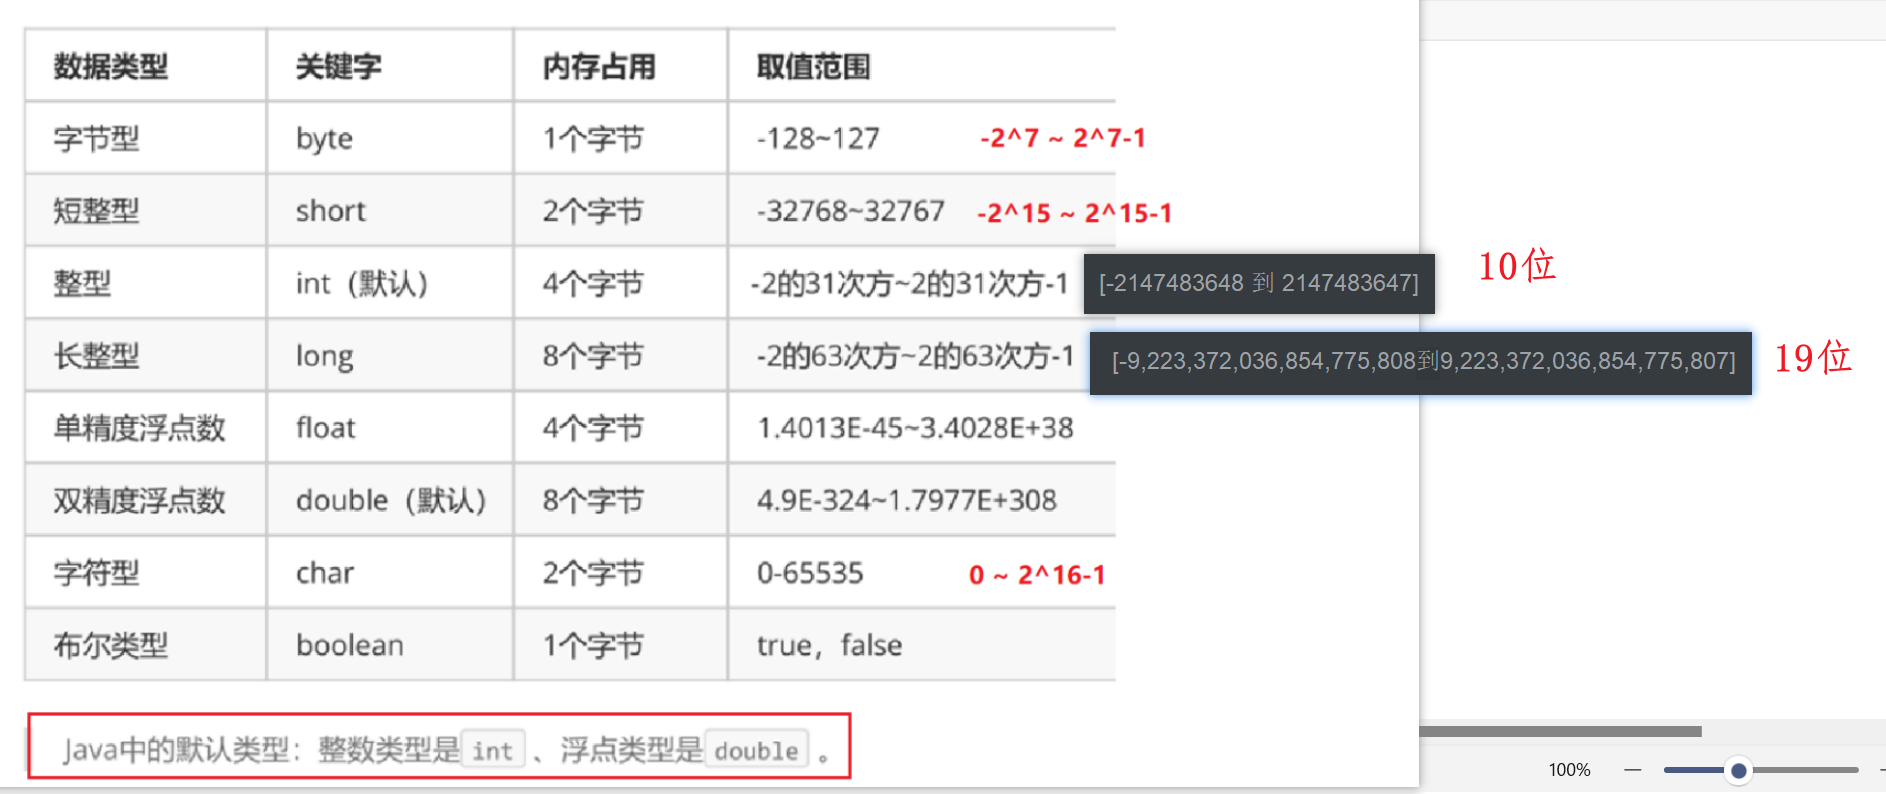 数据类型 关键字 内存占用 取值范围
字节型 byte 1个字节 -128~127 -2^7 ~ 2^7-1
短整型 short 2个字节 -32768~32767 -2^15 ~ 2^15-1
整型 int（默认） 4个字节 -2的31次方~2的31次方-1 [-2147483648 到 2147483647] 10位
长整型 long 8个字节 -2的63次方~2的63次方-1 [-9,223,372,036,854,775,808到9,223,372,036,854,775,807] 19位
单精度浮点数 float 4个字节 1.4013E-45~3.4028E+38
双精度浮点数 double（默认） 8个字节 4.9E-324~1.7977E+308
字符型 char 2个字节 0-65535 0 ~ 2^16-1
布尔类型 boolean 1个字节 true，false
Java中的默认类型：整数类型是 int 、浮点类型是 double 。
100%